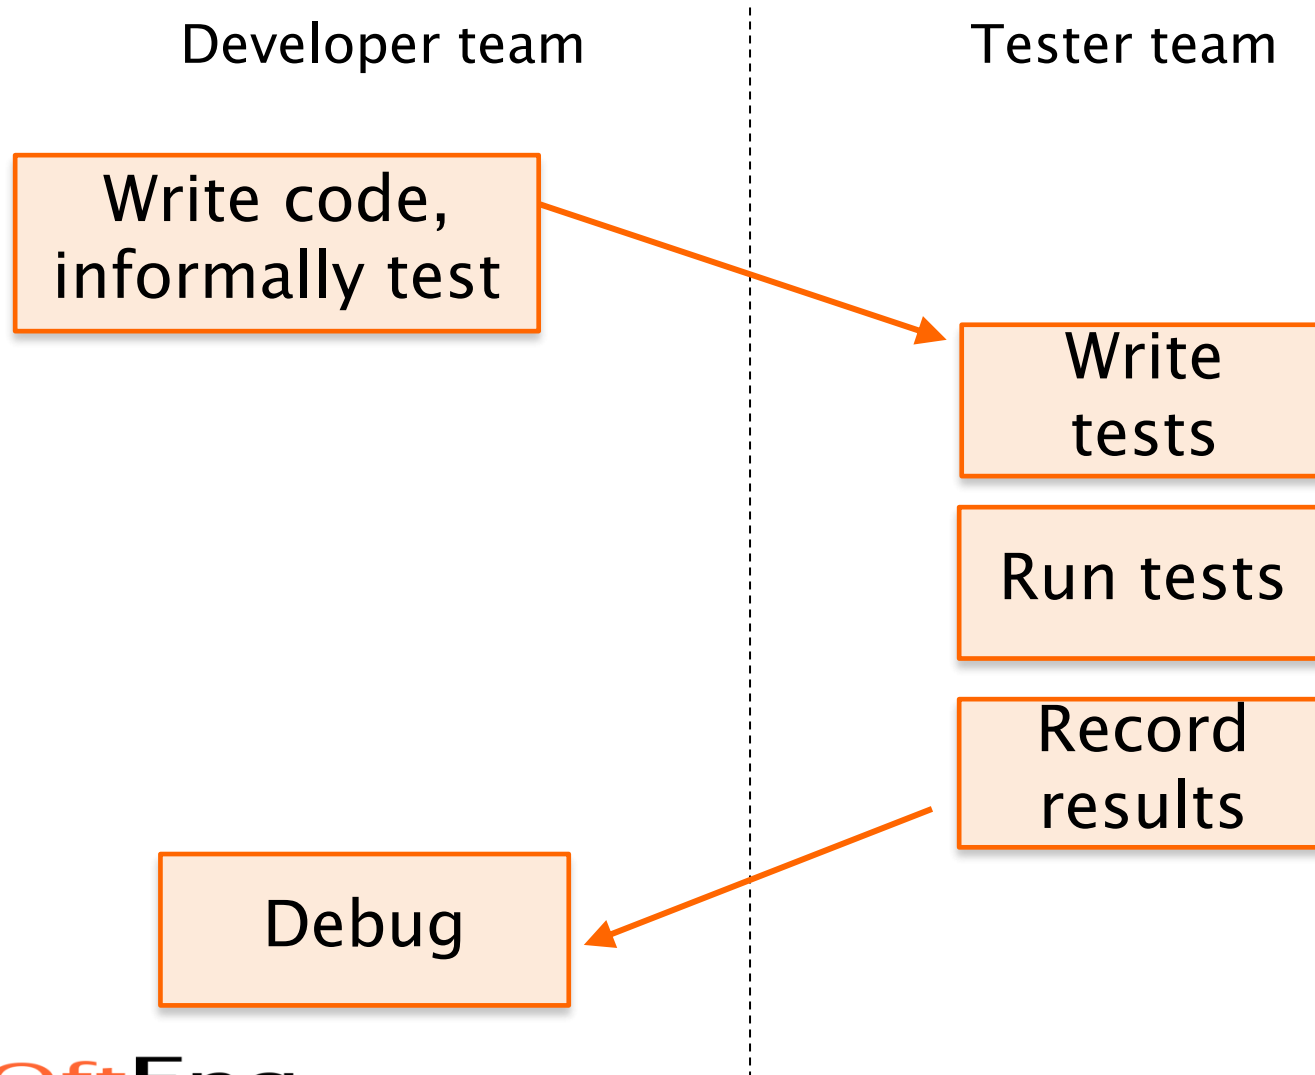 Developer team
Tester team
Write code,
informally test
Write
tests
Run tests
Record
results
Debug